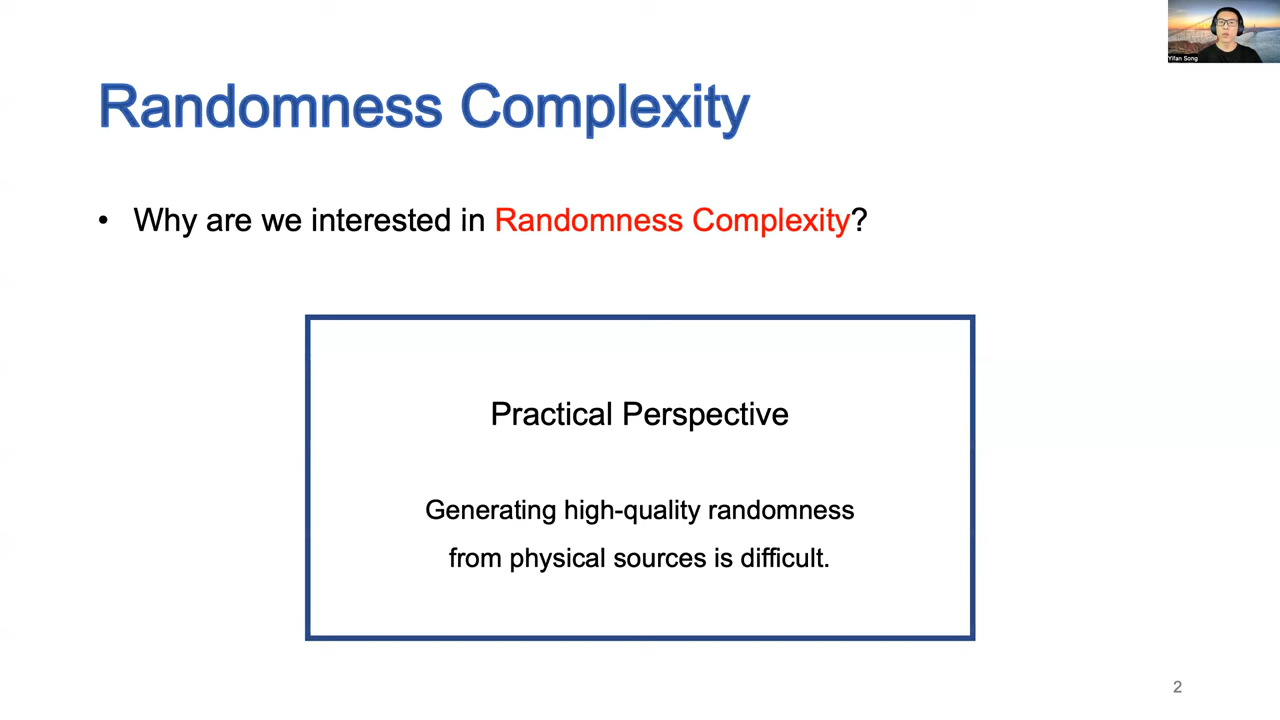 Yifan Song
Randomness Complexity
• Why are we interested in Randomness Complexity?
Practical Perspective
Generating high-quality randomness
from physical sources is difficult.
2